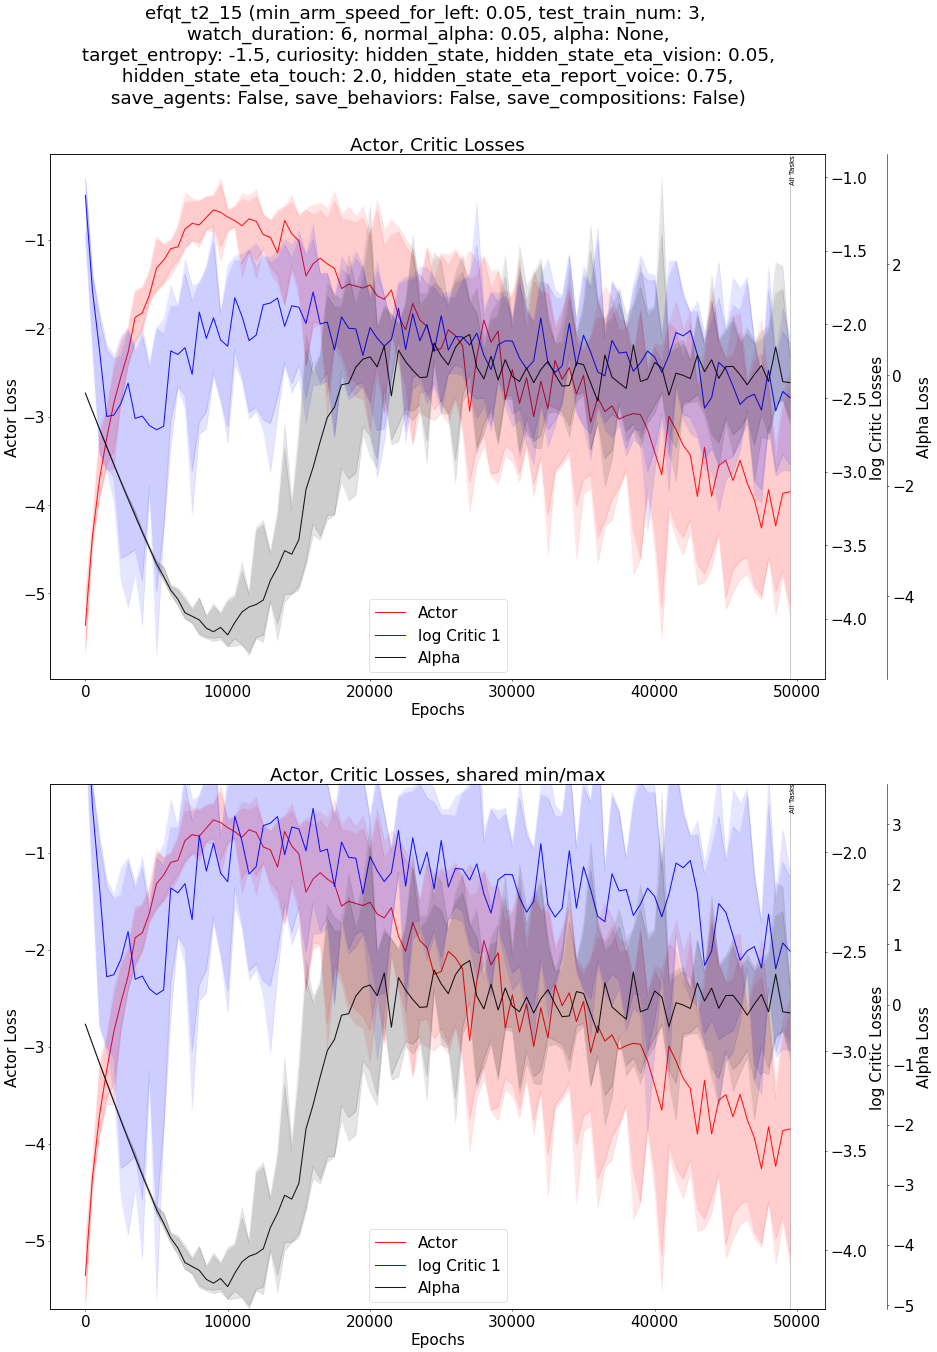 efqt_t2_15 (min_arm_speed_for_left: 0.05, test_train_num: 3,
watch_duration: 6, normal_alpha: 0.05, alpha: None,
target_entropy: -1.5, curiosity: hidden_state, hidden_state_eta_vision: 0.05,
hidden_state_eta_touch: 2.0, hidden_state_eta_report_voice: 0.75,
save_agents: False, save_behaviors: False, save_compositions: False)
Actor, Critic Losses
All Tasks
Actor Loss
−1
−2
−3
−4
−5
−1.0
−1.5
−2.0
−2.5
−3.0
−3.5
−4.0
log Critic Losses
2
0
−2
−4
Alpha Loss
Actor
log Critic 1
Alpha
0 10000 20000 30000 40000 50000
Epochs
Actor, Critic Losses, shared min/max
All Tasks
Actor Loss
−1
−2
−3
−4
−5
−2.0
−2.5
−3.0
−3.5
−4.0
log Critic Losses
3
2
1
0
−1
−2
−3
−4
−5
Alpha Loss
Actor
log Critic 1
Alpha
0 10000 20000 30000 40000 50000
Epochs